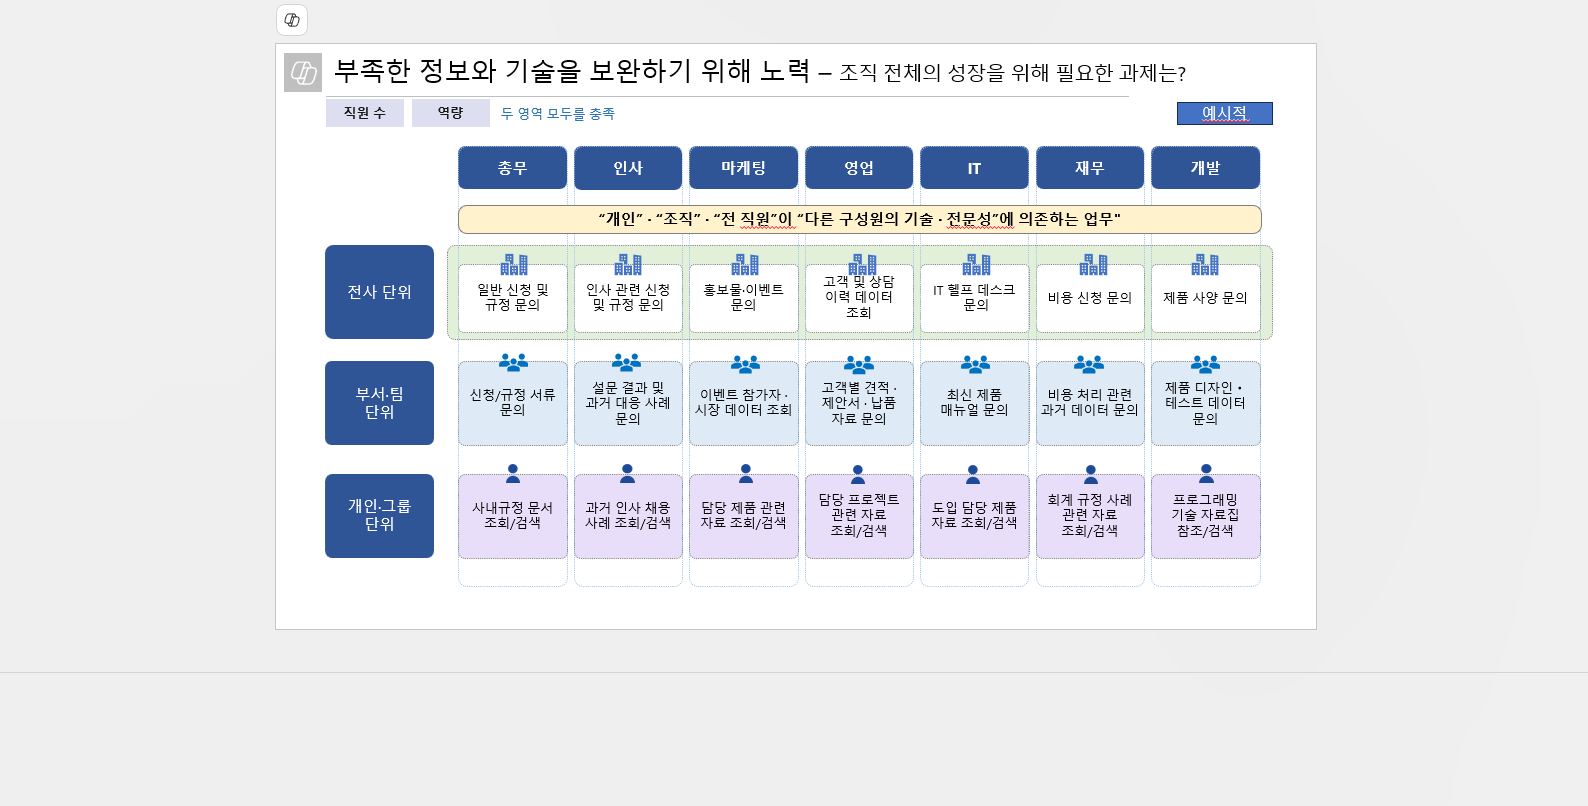 부족한 정보와 기술을 보완하기 위해 노력 – 조직 전체의 성장을 위해 필요한 과제는?
직원 수
역량
두 영역 모두를 충족
예시적
총무
인사
마케팅
영업
IT
재무
개발
“개인” · “조직” · “전 직원”이 “다른 구성원의 기술 · 전문성”에 의존하는 업무"
전사 단위
일반 신청 및
규정 문의
인사 관련 신청
및 규정 문의
홍보물·이벤트
문의
고객 및 상담
이력 데이터
조회
IT 헬프 데스크
문의
비용 신청 문의
제품 사양 문의
부서·팀
단위
신청/규정 서류
문의
설문 결과 및
과거 대응 사례
문의
이벤트 참가자 ·
시장 데이터 조회
고객별 견적 ·
제안서 · 납품
자료 문의
최신 제품
매뉴얼 문의
비용 처리 관련
과거 데이터 문의
제품 디자인 •
테스트 데이터
문의
개인·그룹
단위
사내규정 문서
조회/검색
과거 인사 채용
사례 조회/검색
담당 제품 관련
자료 조회/검색
담당 프로젝트
관련 자료
조회/검색
도입 담당 제품
자료 조회/검색
회계 규정 사례
관련 자료
조회/검색
프로그래밍
기술 자료집
참조/검색